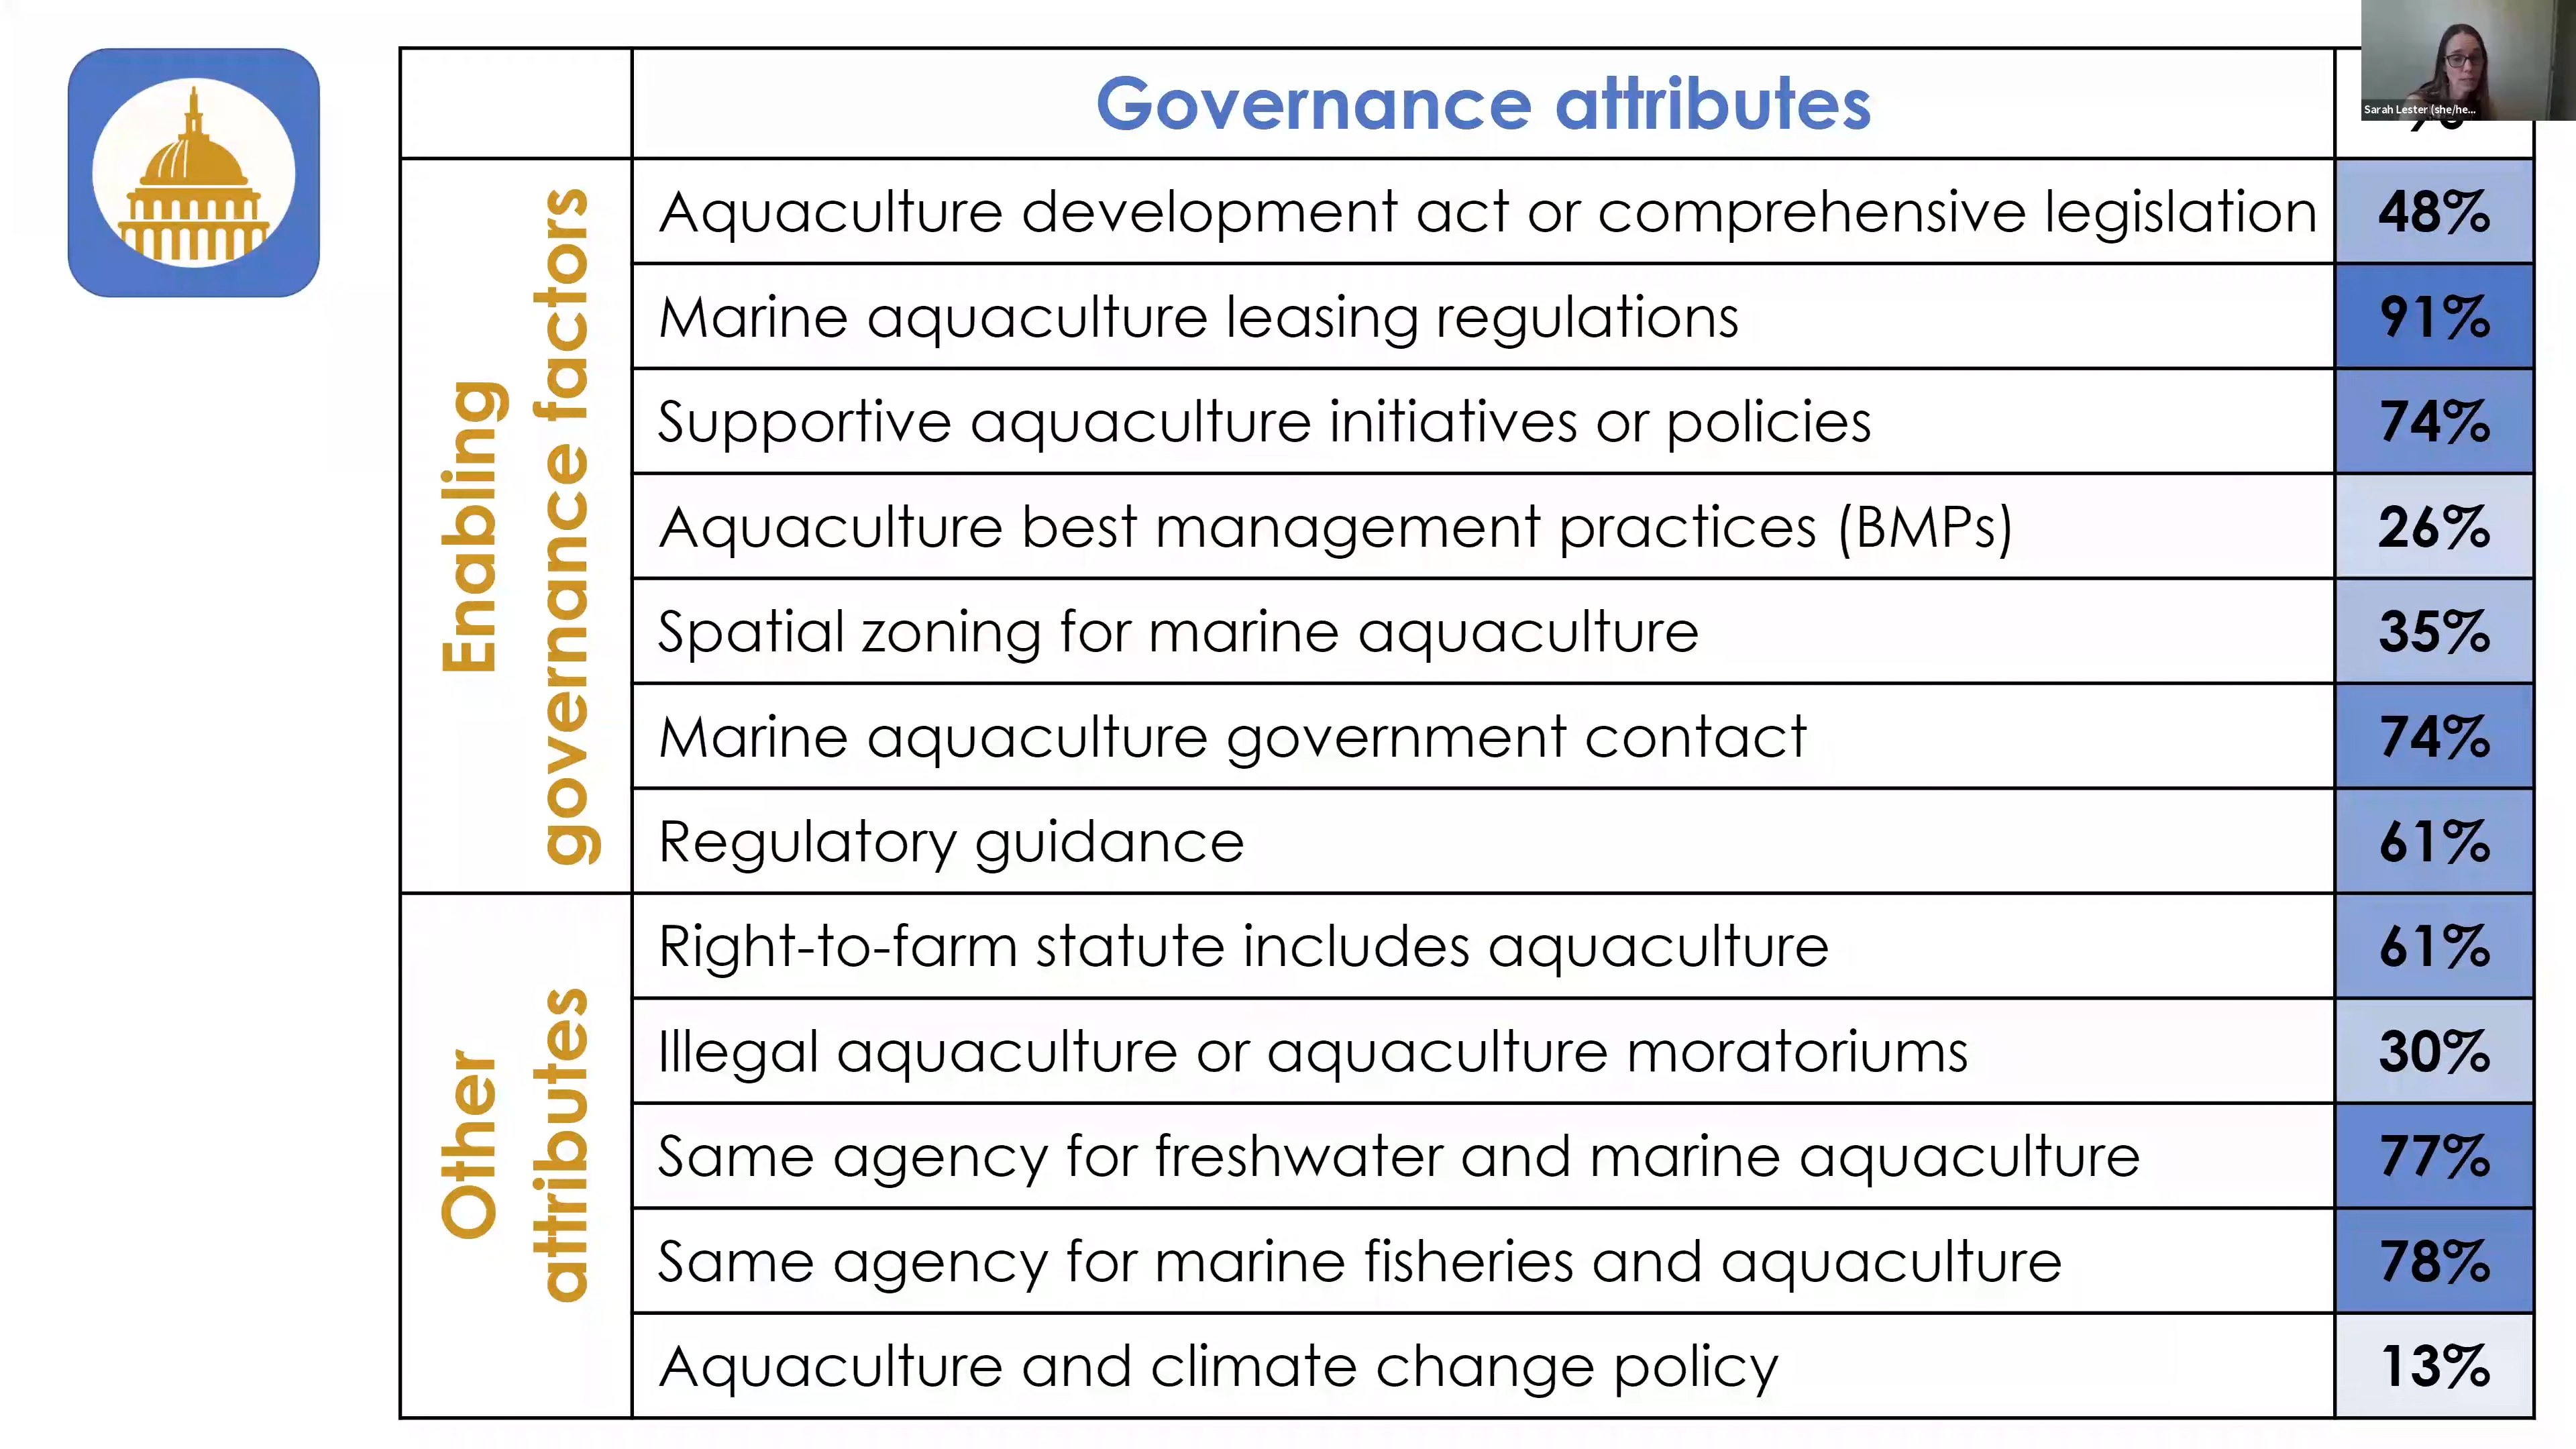 Governance attributes
%
Sarah Lester (she/he...
Enabling
governance factors
Aquaculture development act or comprehensive legislation 48%
Marine aquaculture leasing regulations 91%
Supportive aquaculture initiatives or policies 74%
Aquaculture best management practices (BMPs) 26%
Spatial zoning for marine aquaculture 35%
Marine aquaculture government contact 74%
Regulatory guidance 61%
Other
attributes
Right-to-farm statute includes aquaculture 61%
Illegal aquaculture or aquaculture moratoriums 30%
Same agency for freshwater and marine aquaculture 77%
Same agency for marine fisheries and aquaculture 78%
Aquaculture and climate change policy 13%